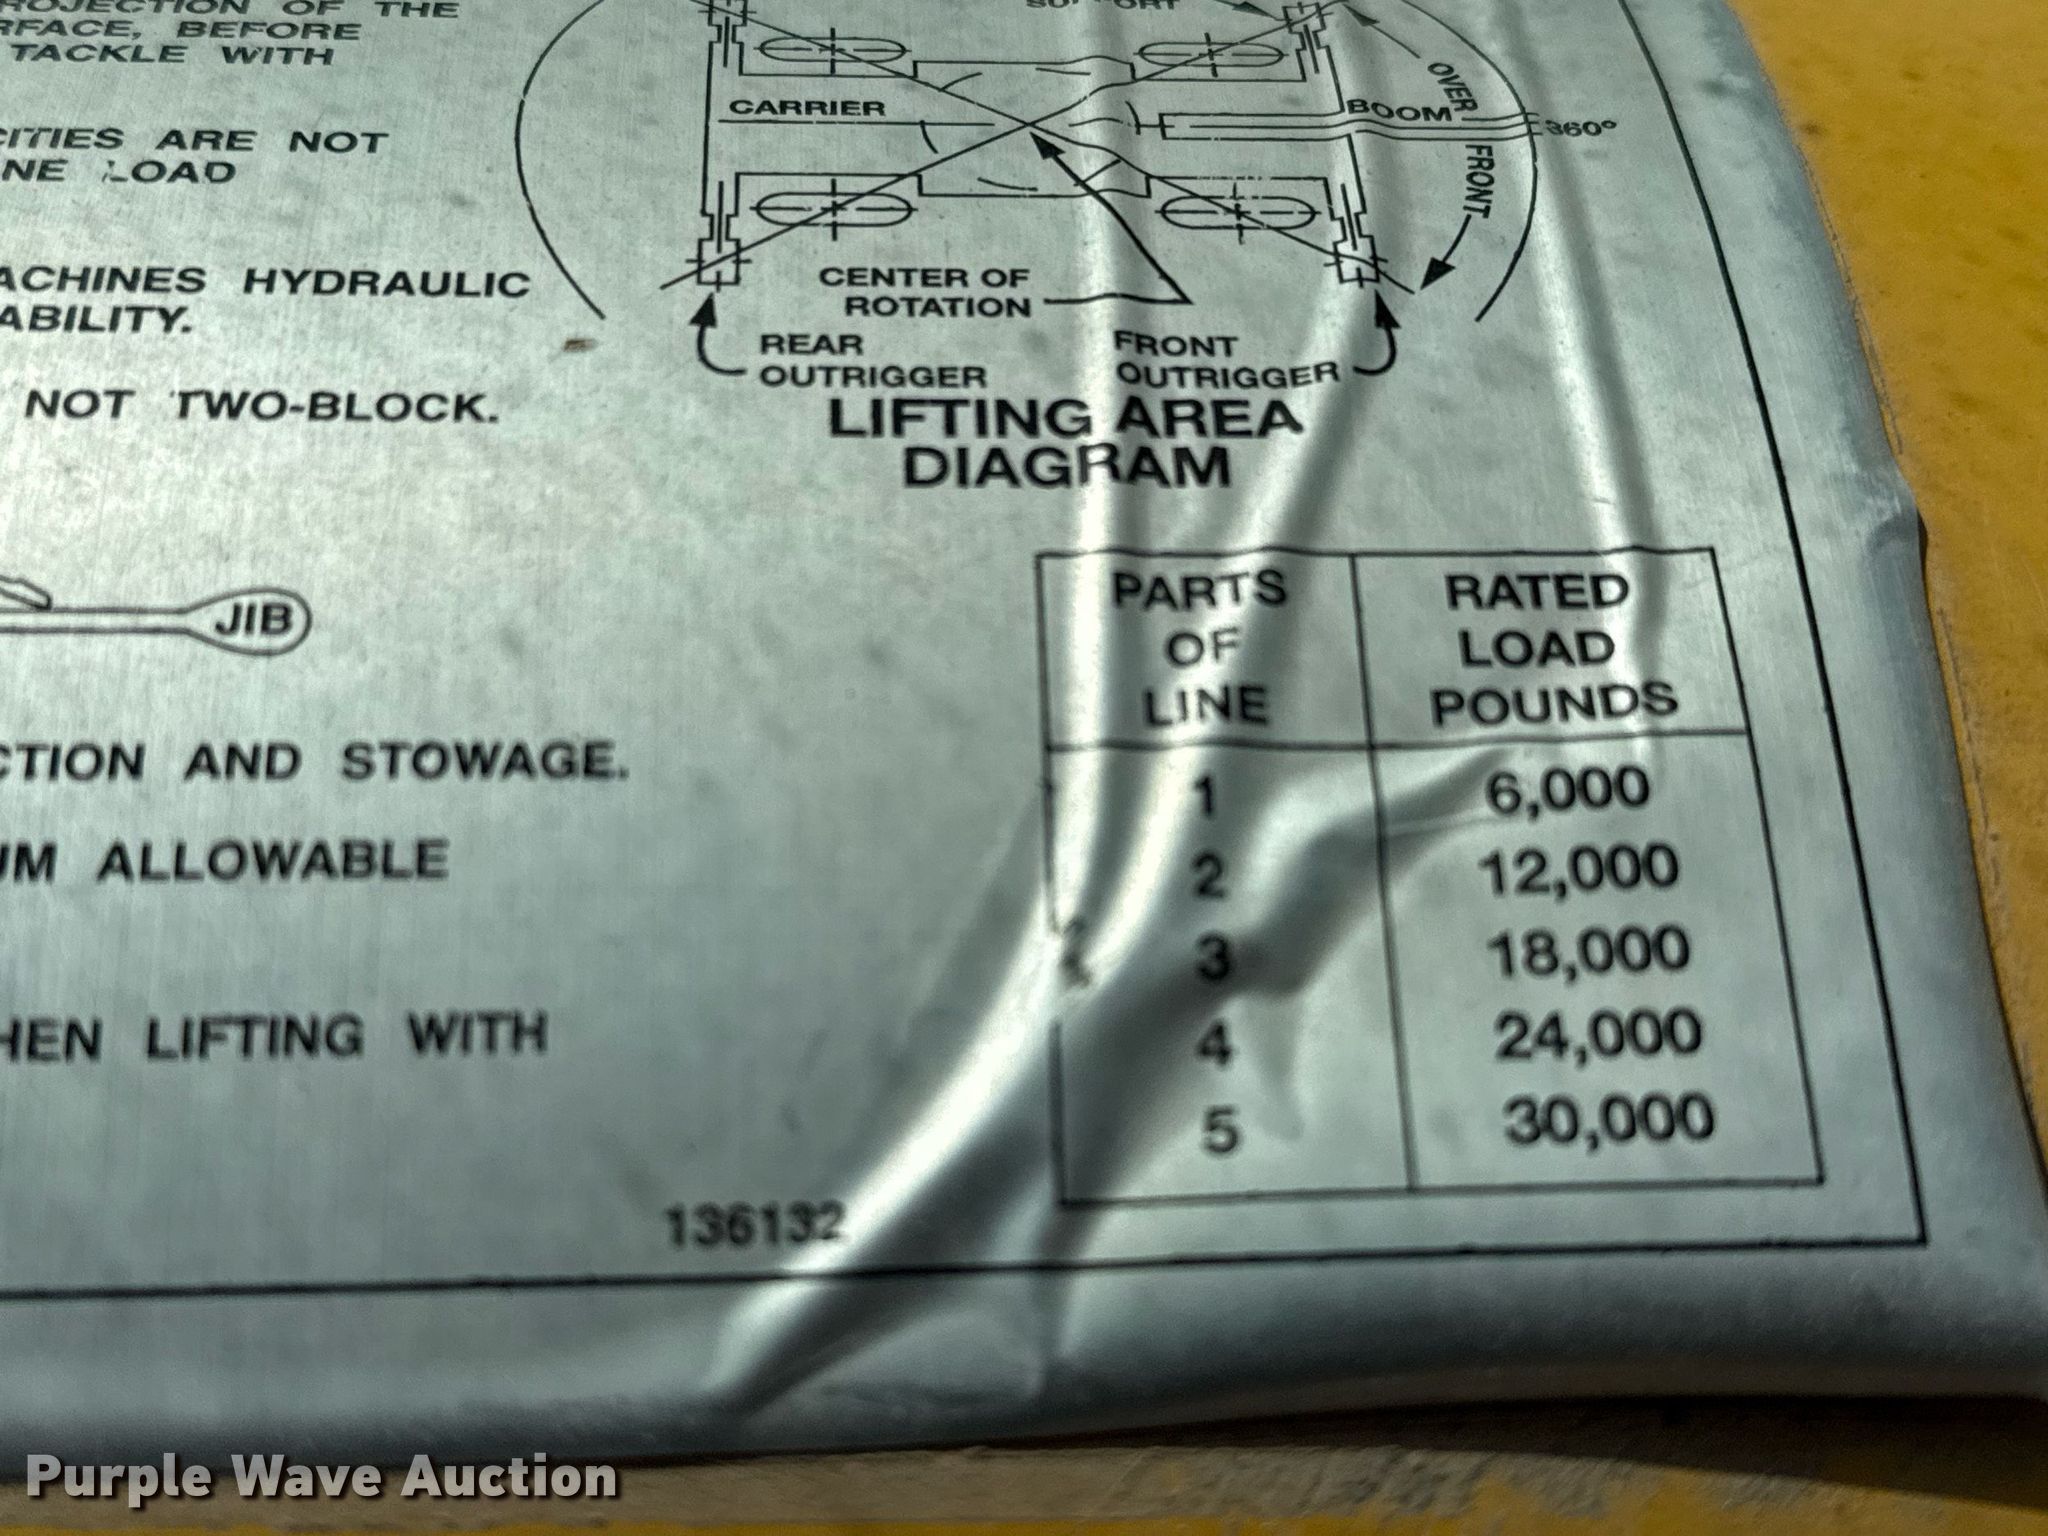 ROJECTION OF THE
RFACE, BEFORE
TACKLE WITH
CITIES ARE NOT
NE LOAD
ACHINES HYDRAULIC
ABILITY.
NOT TWO-BLOCK.
JIB
CTION AND STOWAGE.
UM ALLOWABLE
HEN LIFTING WITH
136132
SUPPORT
CARRIER
BOOM
OVER FRONT
360°
CENTER OF
ROTATION
REAR
OUTRIGGER
FRONT
OUTRIGGER
LIFTING AREA
DIAGRAM
PARTS OF LINE RATED LOAD POUNDS
1 6,000
2 12,000
3 18,000
4 24,000
5 30,000
Purple Wave Auction